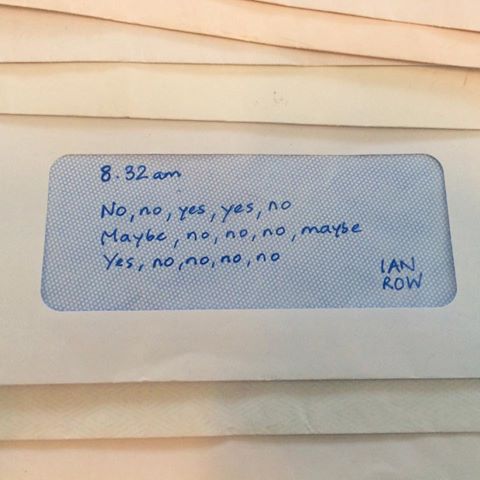 8.32 am
No, no, yes, yes, no
Maybe, no, no, no, maybe
Yes, no, no, no, no
IAN
ROW